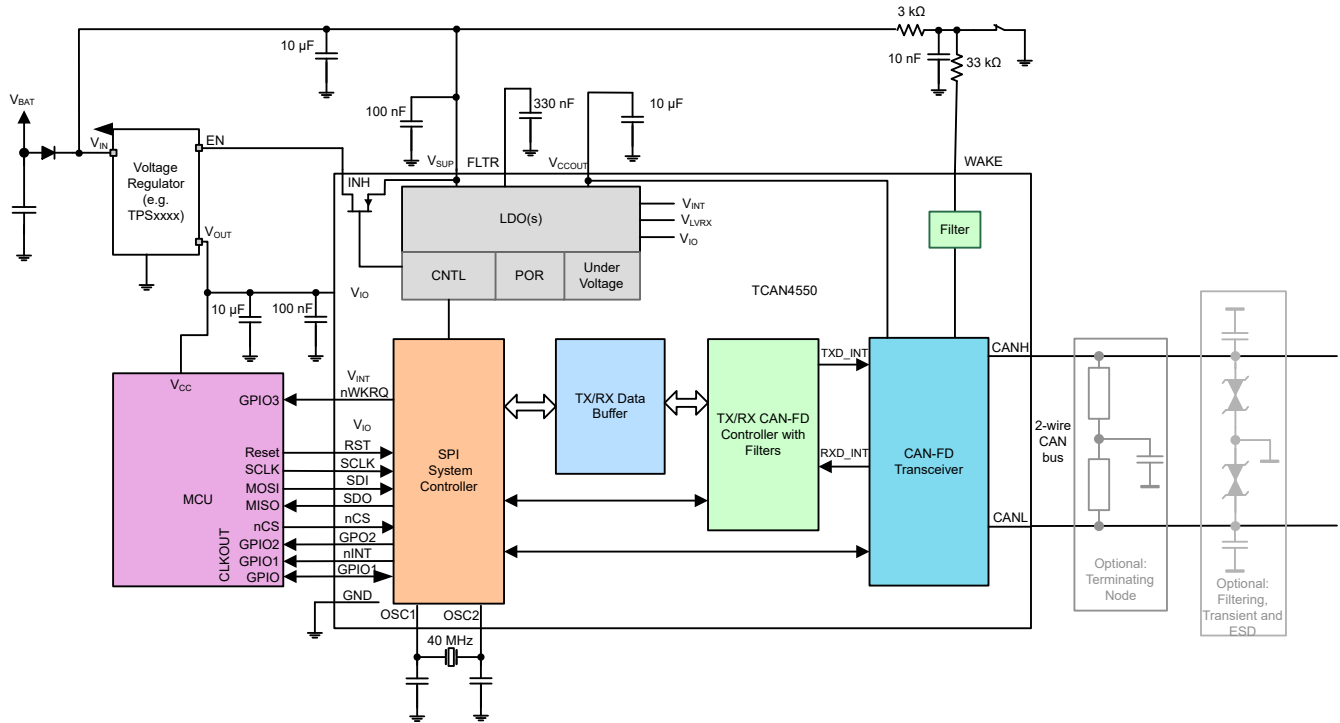 3 kΩ
10 µF
10 nF
33 kΩ
VBAT
100 nF
330 nF
10 µF
VIN
EN
Voltage
Regulator
(e.g.
TPSxxxx)
VSUP
FLTR
VCCOUT
WAKE
INH
LDO(s)
VINT
VLVRX
VIO
Filter
VOUT
CNTL
POR
Under
Voltage
TCAN4550
VIO
10 µF
100 nF
VCC
VINT
nWKRQ
GPIO3
VIO
Reset
RST
SCLK
SCLK
MOSI
SDI
MISO
SDO
nCS
nCS
GPIO2
GPO2
GPIO1
nINT
GPIO
GPIO1
MCU
CLKOUT
GND
SPI
System
Controller
TX/RX Data
Buffer
TX/RX CAN-FD
Controller with
Filters
TXD_INT
RXD_INT
CAN-FD
Transceiver
CANH
2-wire
CAN
bus
CANL
Optional:
Terminating
Node
Optional:
Filtering,
Transient and
ESD
OSC1
OSC2
40 MHz